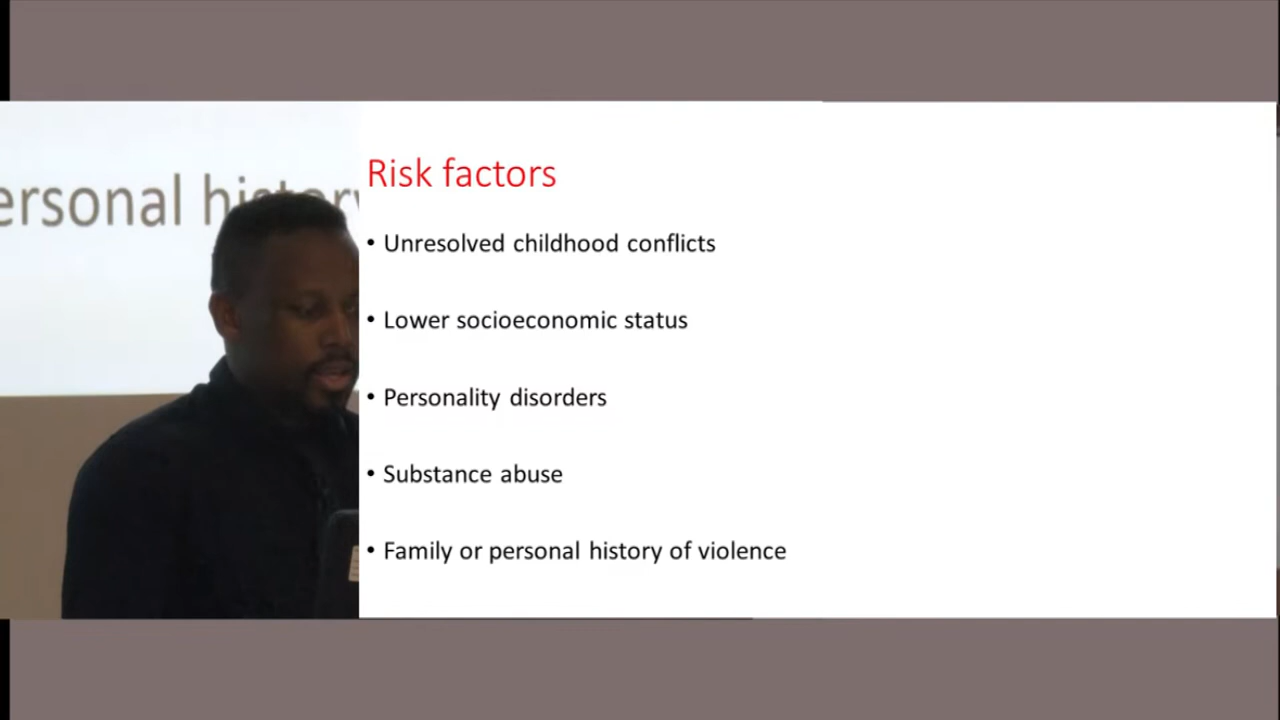 ersonal history
Risk factors
• Unresolved childhood conflicts
• Lower socioeconomic status
• Personality disorders
• Substance abuse
• Family or personal history of violence